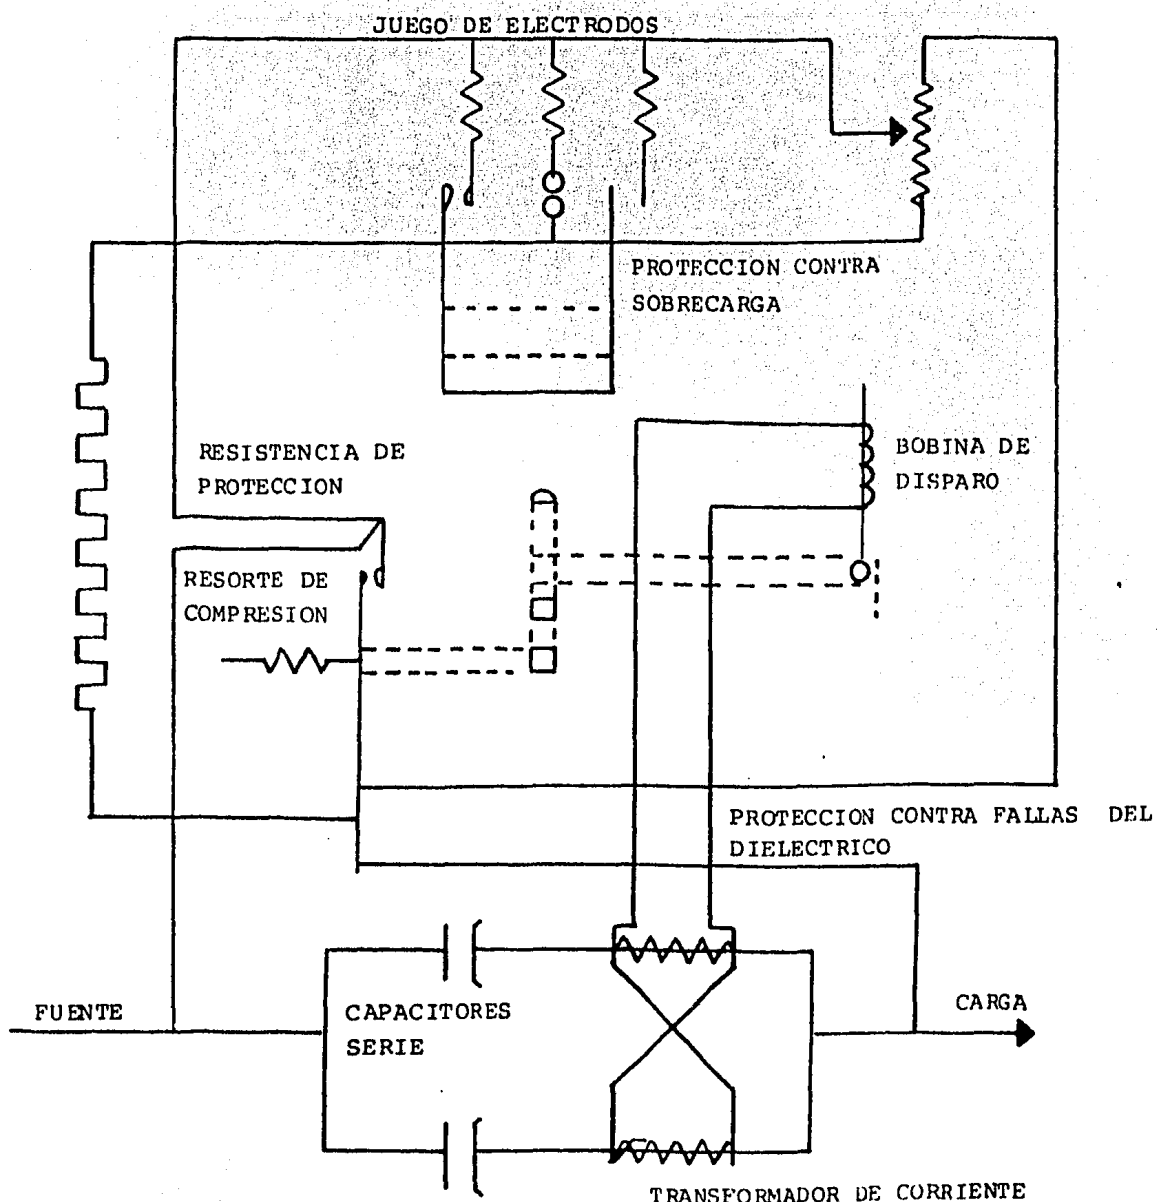 JUEGO DE ELECTRODOS
PROTECCION CONTRA
SOBRECARGA
RESISTENCIA DE
PROTECCION
BOBINA DE
DISPARO
RESORTE DE
COMPRESION
PROTECCION CONTRA FALLAS DEL
DIELECTRICO
FUENTE
CAPACITORES
SERIE
CARGA
TRANSFORMADOR DE CORRIENTE